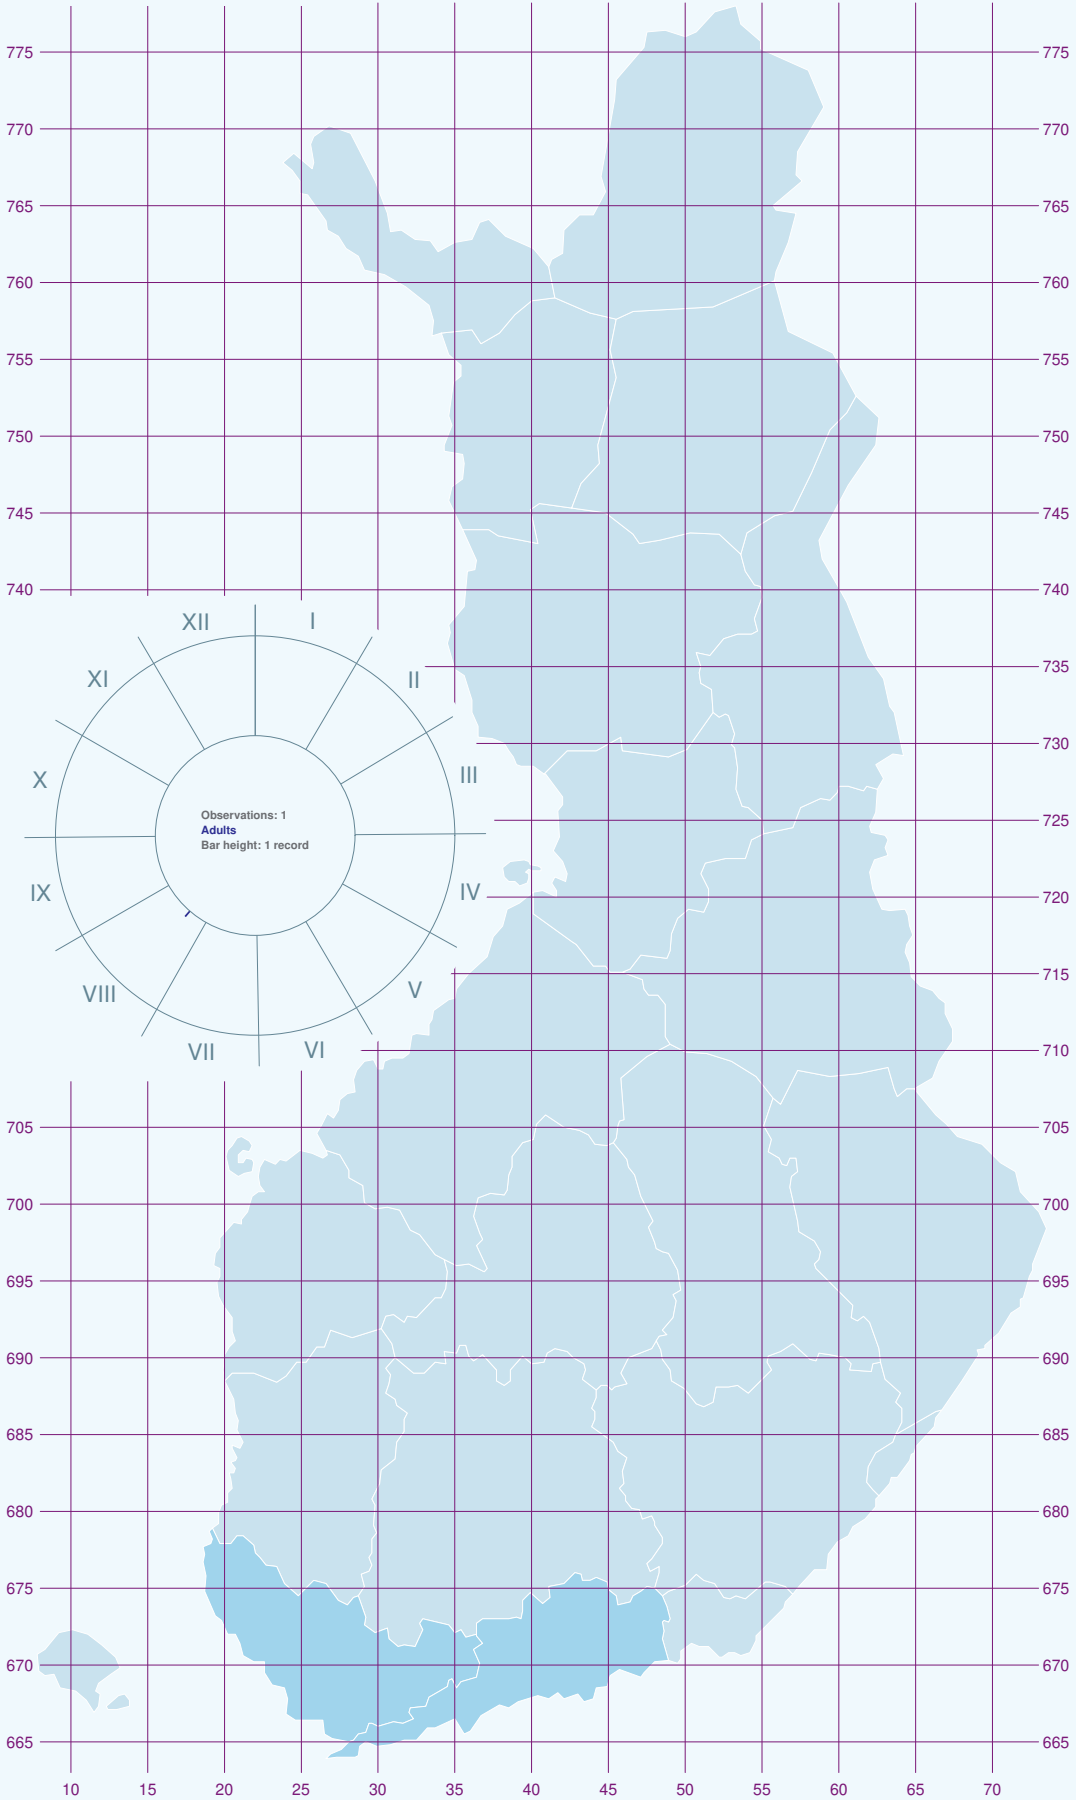 775 775
770 770
765 765
760 760
755 755
750 750
745 745
740 740
XII I
XI II
735
X III
730
Observations: 1
Adults
Bar height: 1 record
725
IX IV
720
VIII V
715
VII VI
710
705 705
700 700
695 695
690 690
685 685
680 680
675 675
670 670
665 665
10 15 20 25 30 35 40 45 50 55 60 65 70